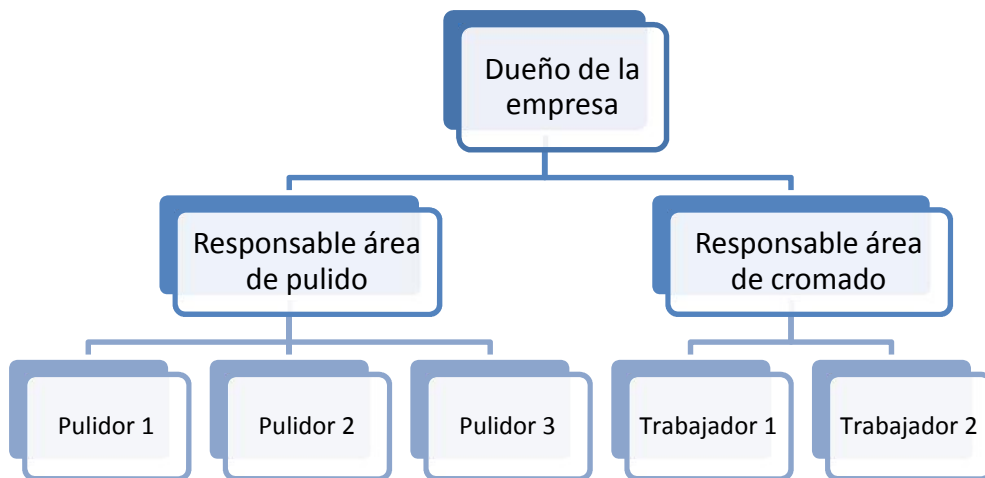 Dueño de la
empresa
Responsable área
de pulido
Responsable área
de cromado
Pulidor 1
Pulidor 2
Pulidor 3
Trabajador 1
Trabajador 2